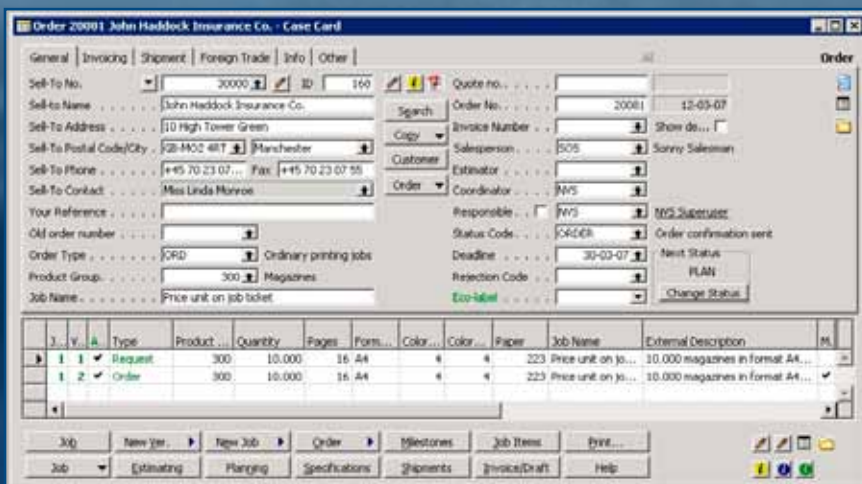 Order 20081 John Haddock Insurance Co. - Case Card
General Invoicing Shipment Foreign Trade Info Other Order
Sell-To No. 30000 ID 160 Quote no.
Sell-to Name John Haddock Insurance Co. Search Order No. 20081 12-03-07
Sell-To Address 10 High Tower Green Copy Invoice Number Show de...
Sell-To Postal Code/City GB-MO2 4RT Manchester Salesperson SOS Sonny Salesman
Customer
Sell-To Phone +45 70 23 07... Fax +45 70 23 07 55 Estimator
Sell-To Contact Miss Linda Monroe Order Coordinator NVS
Your Reference Responsible NVS NVS Superuser
Old order number Status Code ORDER Order confirmation sent
Order Type ORD Ordinary printing jobs Deadline 30-03-07 Next Status
Product Group 300 Magazines Rejection Code PLAN
Job Name Price unit on job ticket Eco-label Change Status
J... V... A. Type Product ... Quantity Pages Form... Color... Color... Paper Job Name External Description M.
1 1 Request 300 10.000 16 A4 4 4 223 Price unit on jo... 10.000 magazines in format A4...
1 2 Order 300 10.000 16 A4 4 4 223 Price unit on jo... 10.000 magazines in format A4...
Job New Ver. New Job Order Milestones Job Items Print...
Job Estimating Planning Specifications Shipments Invoice/Draft Help